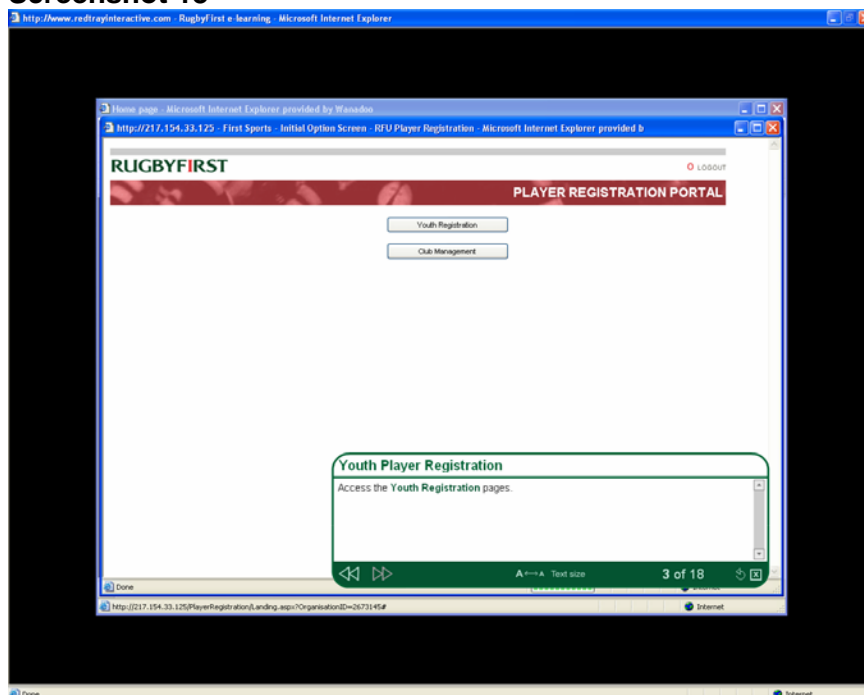 http://www.redtrayinteractive.com - RugbyFirst e-learning - Microsoft Internet Explorer
Home page - Microsoft Internet Explorer provided by Wanadoo
http://217.154.33.125 - First Sports - Initial Option Screen - RFU Player Registration - Microsoft Internet Explorer provided b
RUGBYFIRST
LOGOUT
PLAYER REGISTRATION PORTAL
Youth Registration
Club Management
Youth Player Registration
Access the Youth Registration pages.
A A Text size
3 of 18
Done
http://217.154.33.125/PlayerRegistration/Landing.aspx?OrganisationID=2673145#
Internet
Done
Internet